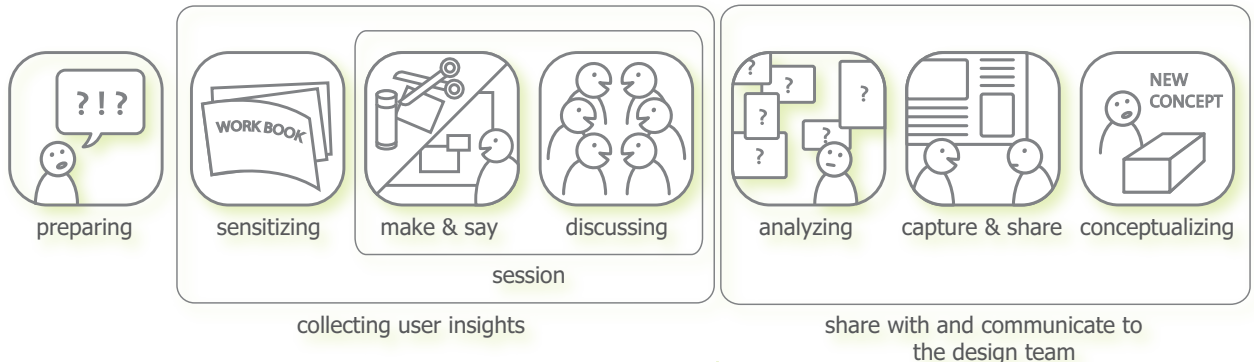 ? ! ?
preparing
WORK BOOK
sensitizing
make & say
discussing
session
collecting user insights
?
?
?
?
?
?
analyzing
capture & share
NEW
CONCEPT
conceptualizing
share with and communicate to
the design team